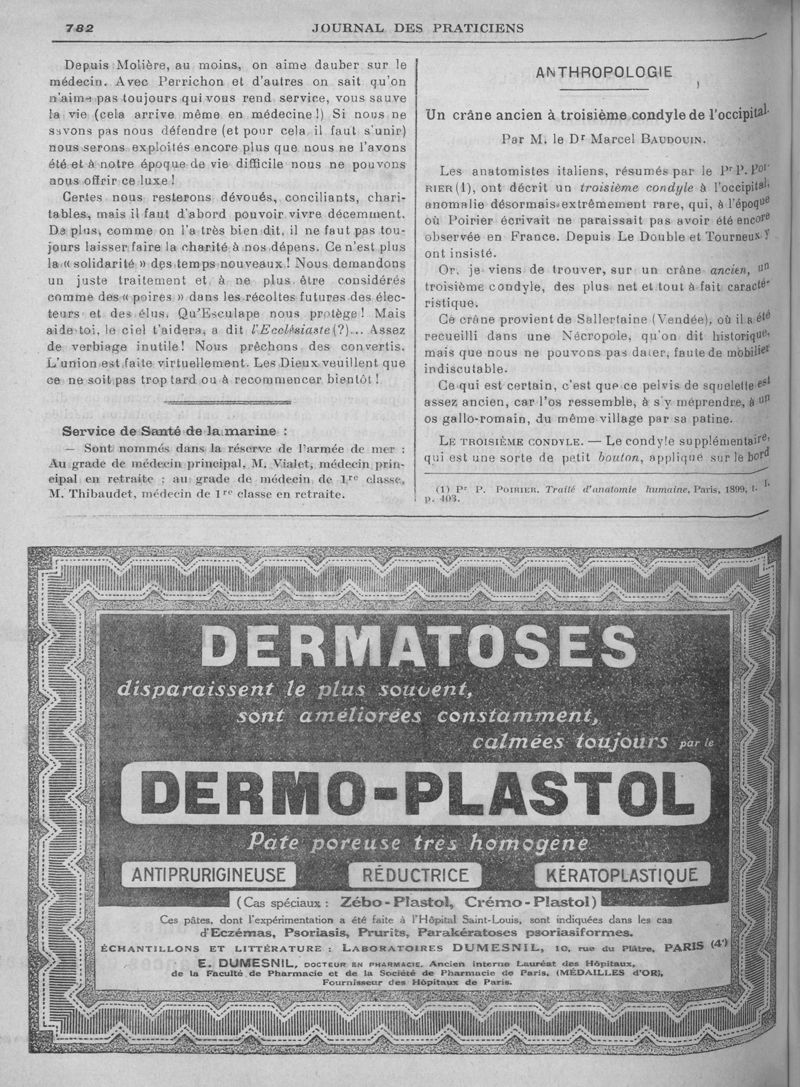 782
JOURNAL DES PRATICIENS
Depuis Molière, au moins, on aime dauber sur le
médecin. Avec Perrichon et d'autres on sait qu'on
n'aime pas toujours qui vous rend service, vous sauve
la vie (cela arrive même en médecine !) Si nous ne
savons pas nous défendre (et pour cela il faut s'unir)
nous serons exploités encore plus que nous ne l'avons
été et à notre époque de vie difficile nous ne pouvons
nous offrir ce luxe !
Certes nous resterons dévoués, conciliants, chari-
tables, mais il faut d'abord pouvoir vivre décemment.
De plus, comme on l'a très bien dit, il ne faut pas tou-
jours laisser faire la charité à nos dépens. Ce n'est plus
la « solidarité » des temps nouveaux ! Nous demandons
un juste traitement et à ne plus être considérés
comme des « poires » dans les récoltes futures des élec-
teurs et des élus. Qu'Esculape nous protège ! Mais
aide-toi, le ciel t'aidera, a dit l'Ecclésiaste (?)... Assez
de verbiage inutile ! Nous prêchons des convertis.
L'union est faite virtuellement. Les Dieux veuillent que
ce ne soit pas trop tard ou à recommencer bientôt !
Service de Santé de la marine :
— Sont nommés dans la réserve de l'armée de mer :
Au grade de médecin principal, M. Vialet, médecin prin-
cipal en retraite ; au grade de médecin de 1re classe,
M. Thibaudet, médecin de 1re classe en retraite.
ANTHROPOLOGIE
Un crâne ancien à troisième condyle de l'occipital.
Par M. le Dr Marcel BAUDOUIN.
Les anatomistes italiens, résumés par le Pr P. POI-
RIER (1), ont décrit un troisième condyle à l'occipital,
anomalie désormais extrêmement rare, qui, à l'époque
où Poirier écrivait ne paraissait pas avoir été encore
observée en France. Depuis Le Double et Tourneux y
ont insisté.
Or, je viens de trouver, sur un crâne ancien, un
troisième condyle, des plus net et tout à fait caracté-
ristique.
Ce crâne provient de Sallertaine (Vendée), où il a été
recueilli dans une Nécropole, qu'on dit historique,
mais que nous ne pouvons pas dater, faute de mobilier
indiscutable.
Ce qui est certain, c'est que ce pelvis de squelette est
assez ancien, car l'os ressemble, à s'y méprendre, à un
os gallo-romain, du même village par sa patine.
LE TROISIÈME CONDYLE. — Le condyle supplémentaire,
qui est une sorte de petit bouton, appliqué sur le bord
(1) Pr P. POIRIER. Traité d'anatomie humaine, Paris, 1899, t. I.
p. 403.
DERMATOSES
disparaissent le plus souvent,
sont améliorées constamment,
calmées toujours par le
DERMO-PLASTOL
Pâte poreuse très homogène
ANTIPRURIGINEUSE RÉDUCTRICE KÉRATOPLASTIQUE
(Cas spéciaux : Zébo-Plastol, Crémo-Plastol)
Ces pâtes, dont l'expérimentation a été faite à l'Hôpital Saint-Louis, sont indiquées dans les cas
d'Eczémas, Psoriasis, Prurits, Parakératoses psoriasiformes.
ÉCHANTILLONS ET LITTÉRATURE : LABORATOIRES DUMESNIL, 10, rue du Plâtre, PARIS (4e)
E. DUMESNIL, DOCTEUR EN PHARMACIE, Ancien interne Lauréat des Hôpitaux,
de la Faculté de Pharmacie et de la Société de Pharmacie de Paris, (MÉDAILLES d'OR),
Fournisseur des Hôpitaux de Paris.